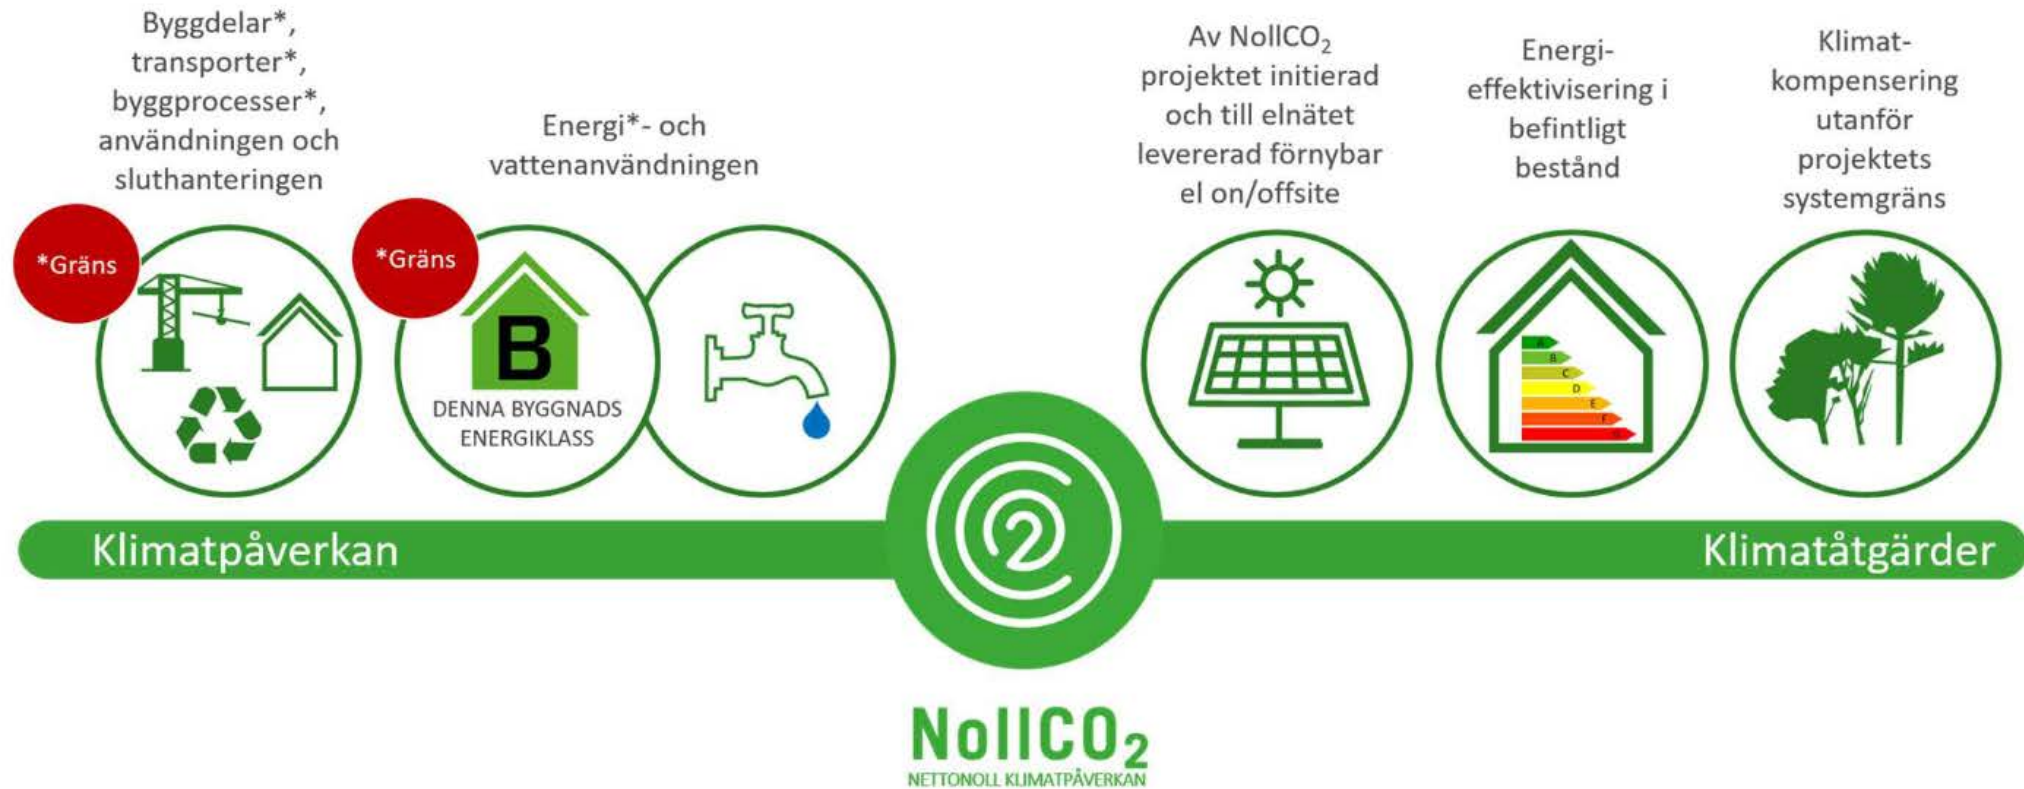 Byggdelar*,
transporter*,
byggprocesser*,
användningen och
sluthanteringen
*Gräns
Energi*- och
vattenanvändningen
*Gräns
B
DENNA BYGGNADS
ENERGIKLASS
Av NollCO₂
projektet initierad
och till elnätet
levererad förnybar
el on/offsite
Energi-
effektivisering i
befintligt
bestånd
A
B
C
D
E
F
Klimat-
kompensering
utanför
projektets
systemgräns
Klimatpåverkan
2
Klimatåtgärder
NollCO₂
NETTONOLL KLIMATPÅVERKAN